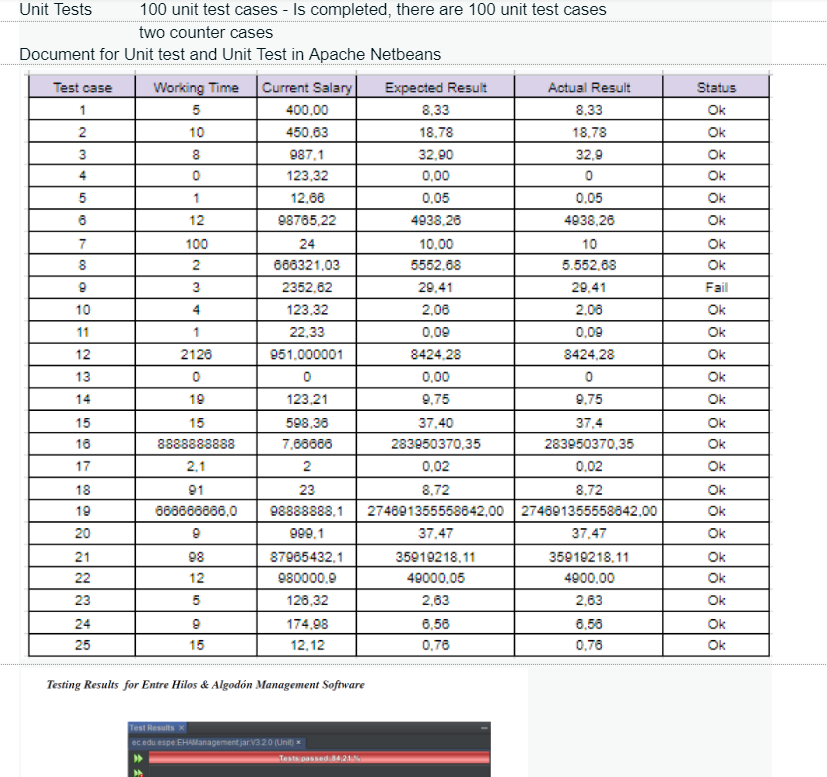 Unit Tests 100 unit test cases - Is completed, there are 100 unit test cases
two counter cases
Document for Unit test and Unit Test in Apache Netbeans
Test case Working Time Current Salary Expected Result Actual Result Status
1 5 400,00 8,33 8,33 Ok
2 10 450,63 18,78 18,78 Ok
3 8 987,1 32,90 32,9 Ok
4 0 123,32 0,00 0 Ok
5 1 12,66 0,05 0,05 Ok
6 12 98765,22 4938,26 4938,26 Ok
7 100 24 10,00 10 Ok
8 2 666321,03 5552,68 5.552,68 Ok
9 3 2352,62 29,41 29,41 Fail
10 4 123,32 2,06 2,06 Ok
11 1 22,33 0,09 0,09 Ok
12 2126 951,000001 8424,28 8424,28 Ok
13 0 0 0,00 0 Ok
14 19 123,21 9,75 9,75 Ok
15 15 598,36 37,40 37,4 Ok
16 8888888888 7,66666 283950370,35 283950370,35 Ok
17 2,1 2 0,02 0,02 Ok
18 91 23 8,72 8,72 Ok
19 666666666,0 98888888,1 274691355558642,00 274691355558642,00 Ok
20 9 999,1 37,47 37,47 Ok
21 98 87965432,1 35919218,11 35919218,11 Ok
22 12 980000,9 49000,05 4900,00 Ok
23 5 126,32 2,63 2,63 Ok
24 9 174,98 6,56 6,56 Ok
25 15 12,12 0,76 0,76 Ok
Testing Results for Entre Hilos & Algodón Management Software
Test Results ×
ec.edu.espe.EHAManagement:jar:V3.2.0 (Unit) ×
Tests passed: 84,21 %